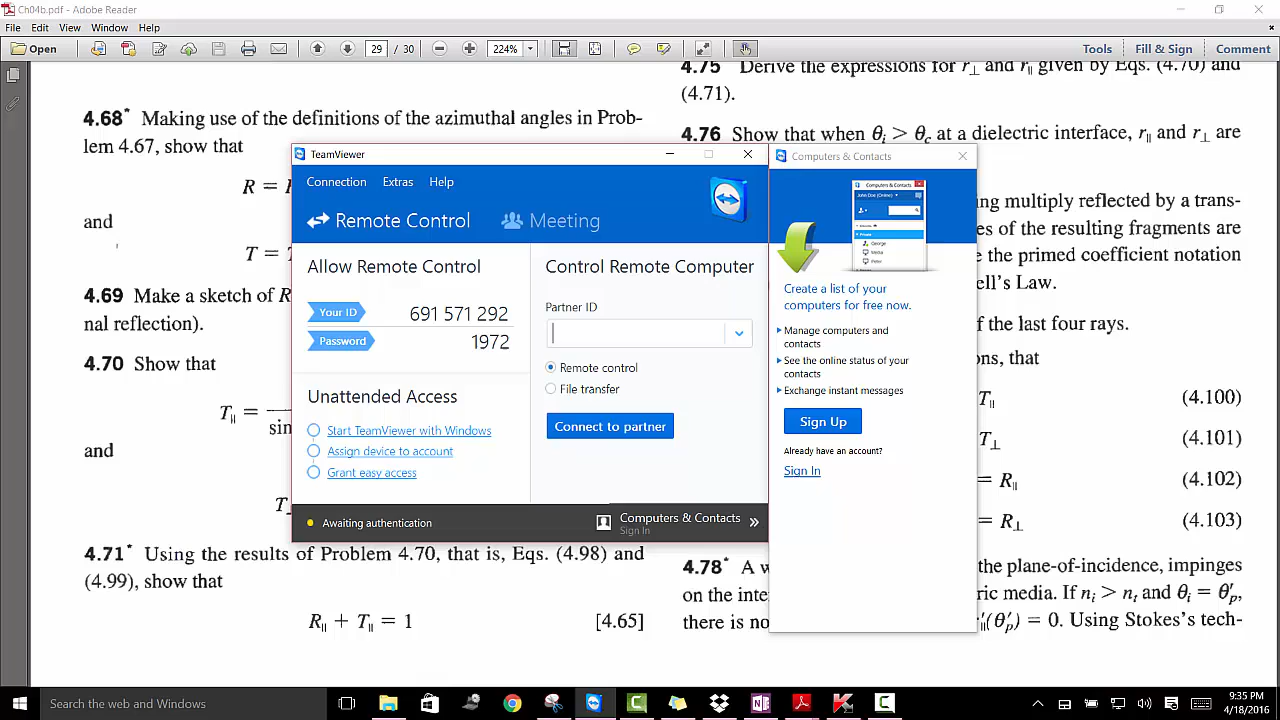 Ch04b.pdf - Adobe Reader
File Edit View Window Help
Open 29 / 30 224% Tools Fill & Sign Comment
4.68* Making use of the definitions of the azimuthal angles in Prob-
lem 4.67, show that
R =
and
T =
4.69 Make a sketch of R
nal reflection).
4.70 Show that
T∥ =
sin
and
T
4.71* Using the results of Problem 4.70, that is, Eqs. (4.98) and
(4.99), show that
R∥ + T∥ = 1 [4.65]
4.75 Derive the expressions for r⊥ and r∥ given by Eqs. (4.70) and
(4.71).
4.76 Show that when θi > θc at a dielectric interface, r∥ and r⊥ are
ng multiply reflected by a trans-
es of the resulting fragments are
e the primed coefficient notation
ell's Law.
f the last four rays.
ons, that
T∥ (4.100)
T⊥ (4.101)
= R∥ (4.102)
= R⊥ (4.103)
4.78* A w the plane-of-incidence, impinges
on the inte ric media. If ni > nt and θi = θ′p,
there is no r′∥(θ′p) = 0. Using Stokes's tech-
TeamViewer
Connection Extras Help
Remote Control Meeting
Allow Remote Control
Your ID 691 571 292
Password 1972
Unattended Access
Start TeamViewer with Windows
Assign device to account
Grant easy access
Control Remote Computer
Partner ID
Remote control
File transfer
Connect to partner
Awaiting authentication
Computers & Contacts
Sign In
Computers & Contacts
Computers & Contacts
John Doe (Online)
George
Media
Peter
Create a list of your
computers for free now.
Manage computers and
contacts
See the online status of your
contacts
Exchange instant messages
Sign Up
Already have an account?
Sign In
Search the web and Windows
9:35 PM
4/18/2016